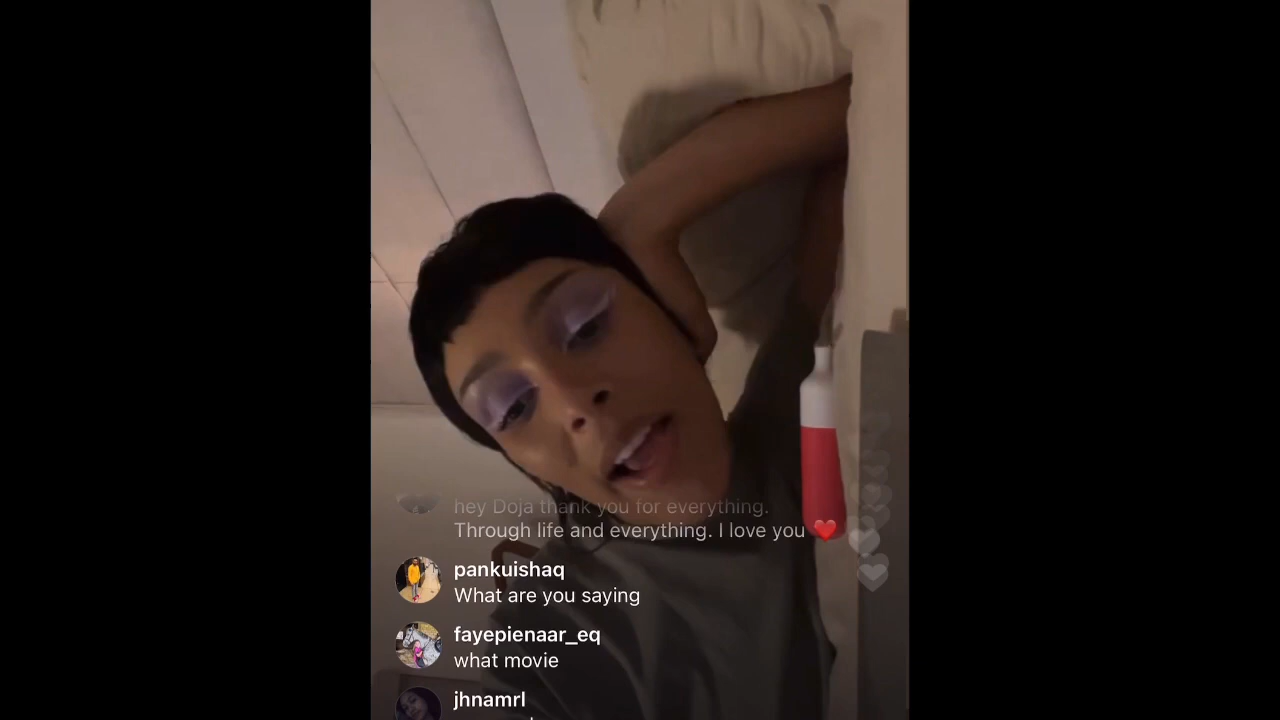 hey Doja thank you for everything.
Through life and everything. I love you ❤️
pankuishaq
What are you saying
fayepienaar_eq
what movie
jhnamrl